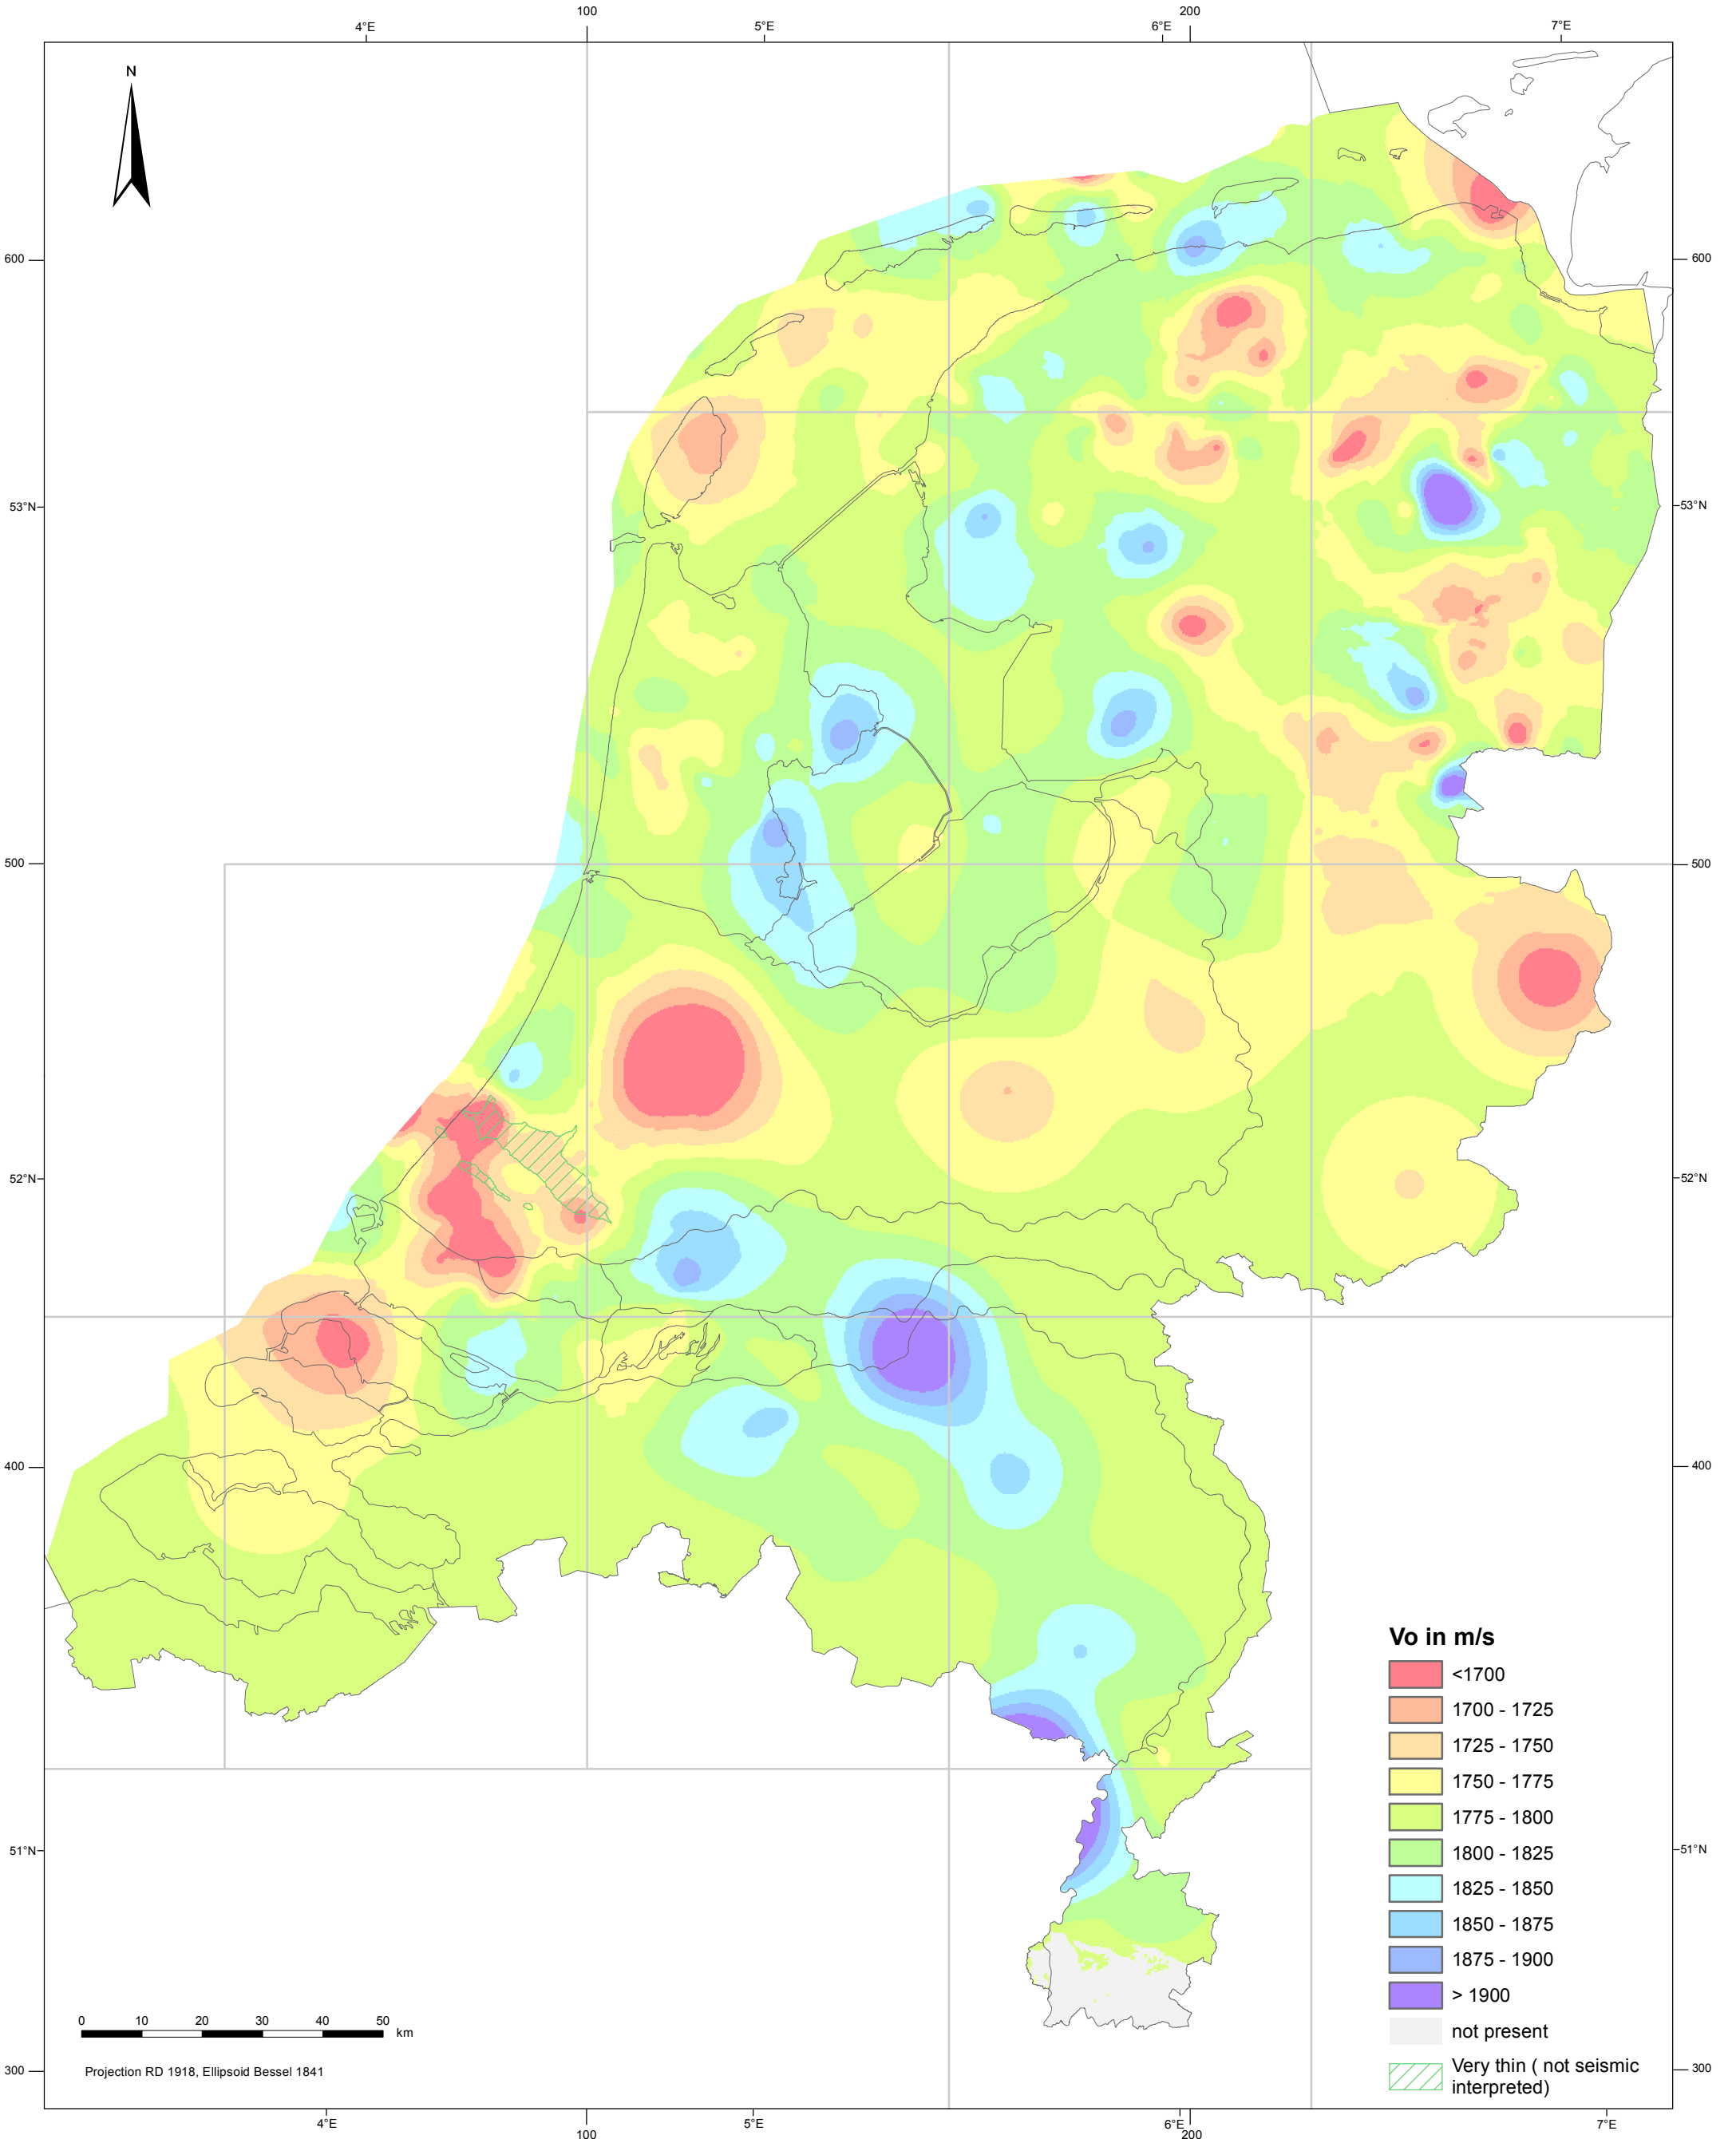 100
200
4°E
5°E
6°E
7°E
N
600
600
53°N
53°N
500
500
52°N
52°N
400
400
Vo in m/s
<1700
1700 - 1725
1725 - 1750
1750 - 1775
1775 - 1800
1800 - 1825
51°N
51°N
1825 - 1850
1850 - 1875
1875 - 1900
> 1900
not present
Very thin ( not seismic
interpreted)
0 10 20 30 40 50
km
Projection RD 1918, Ellipsoid Bessel 1841
300
300
4°E
5°E
6°E
7°E
100
200